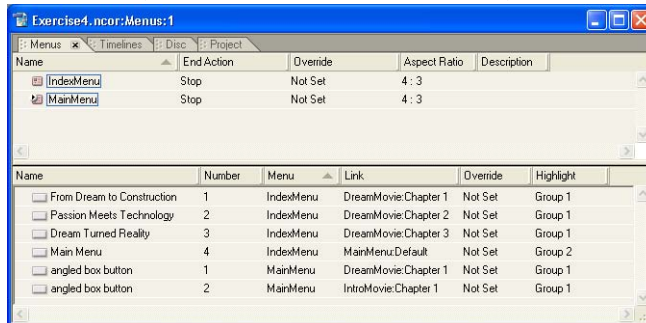 Exercise4.ncor:Menus:1
Menus Timelines Disc Project
Name End Action Override Aspect Ratio Description
IndexMenu Stop Not Set 4 : 3
MainMenu Stop Not Set 4 : 3
Name Number Menu Link Override Highlight
From Dream to Construction 1 IndexMenu DreamMovie:Chapter 1 Not Set Group 1
Passion Meets Technology 2 IndexMenu DreamMovie:Chapter 2 Not Set Group 1
Dream Turned Reality 3 IndexMenu DreamMovie:Chapter 3 Not Set Group 1
Main Menu 4 IndexMenu MainMenu:Default Not Set Group 2
angled box button 1 MainMenu DreamMovie:Chapter 1 Not Set Group 1
angled box button 2 MainMenu IntroMovie:Chapter 1 Not Set Group 1